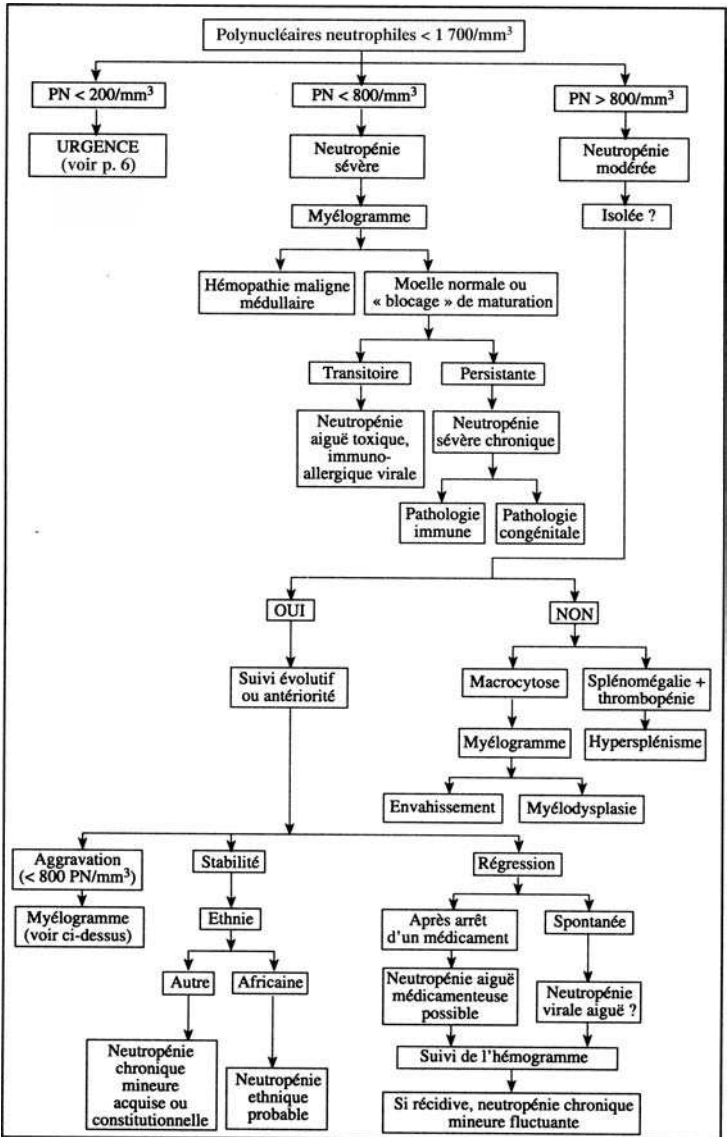 Polynucléaires neutrophiles < 1 700/mm³
PN < 200/mm³
PN < 800/mm³
PN > 800/mm³
URGENCE
(voir p. 6)
Neutropénie
sévère
Neutropénie
modérée
Myélogramme
Isolée ?
Hémopathie maligne
médullaire
Moelle normale ou
« blocage » de maturation
Transitoire
Persistante
Neutropénie
aiguë toxique,
immuno-
allergique virale
Neutropénie
sévère chronique
Pathologie
immune
Pathologie
congénitale
OUI
NON
Suivi évolutif
ou antériorité
Macrocytose
Splénomégalie +
thrombopénie
Myélogramme
Hypersplénisme
Envahissement
Myélodysplasie
Aggravation
(< 800 PN/mm³)
Stabilité
Régression
Myélogramme
(voir ci-dessus)
Ethnie
Après arrêt
d'un médicament
Spontanée
Autre
Africaine
Neutropénie aiguë
médicamenteuse
possible
Neutropénie
virale aiguë ?
Neutropénie
chronique
mineure
acquise ou
constitutionnelle
Neutropénie
ethnique
probable
Suivi de l'hémogramme
Si récidive, neutropénie chronique
mineure fluctuante